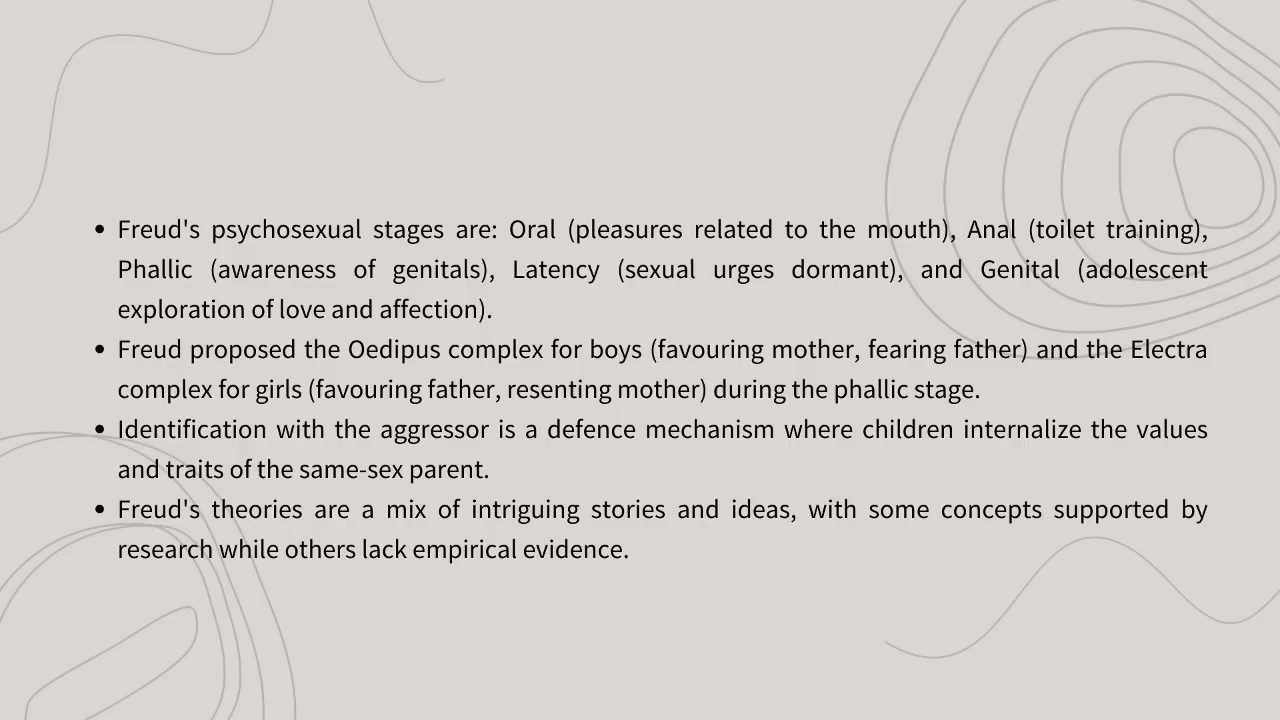 • Freud's psychosexual stages are: Oral (pleasures related to the mouth), Anal (toilet training),
Phallic (awareness of genitals), Latency (sexual urges dormant), and Genital (adolescent
exploration of love and affection).
• Freud proposed the Oedipus complex for boys (favouring mother, fearing father) and the Electra
complex for girls (favouring father, resenting mother) during the phallic stage.
• Identification with the aggressor is a defence mechanism where children internalize the values
and traits of the same-sex parent.
• Freud's theories are a mix of intriguing stories and ideas, with some concepts supported by
research while others lack empirical evidence.